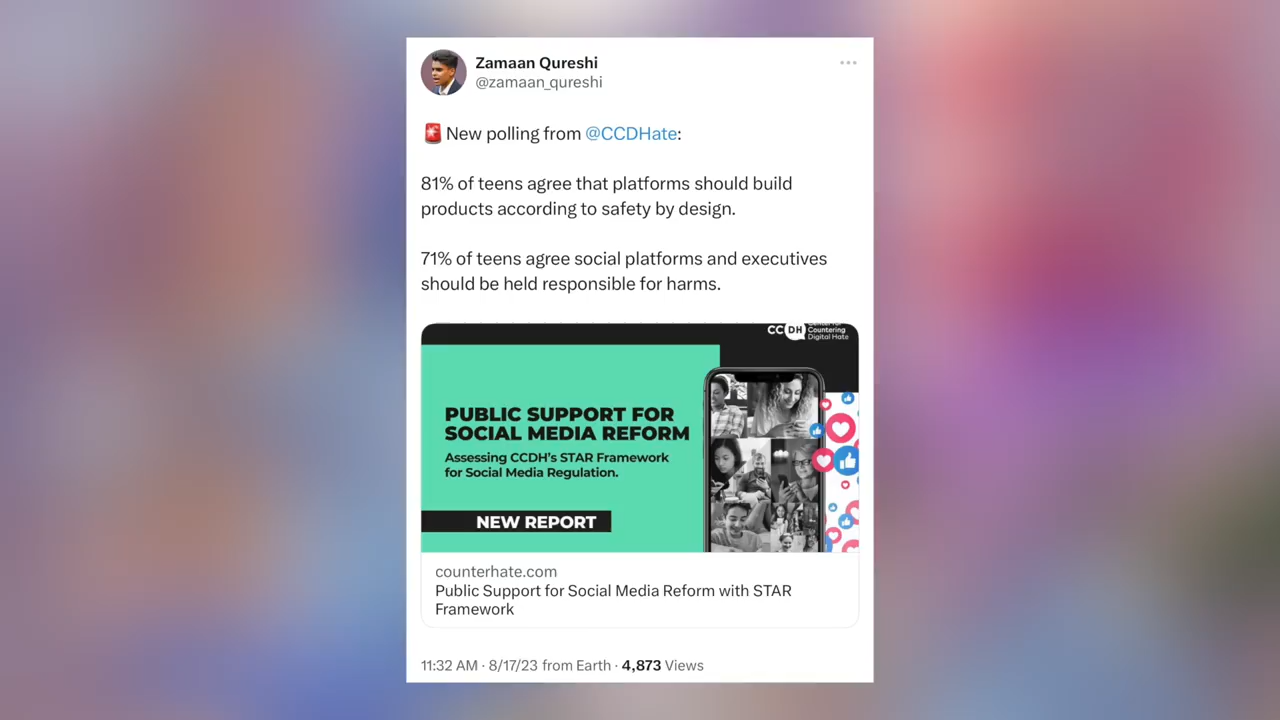 Zamaan Qureshi
@zamaan_qureshi
🚨 New polling from @CCDHate:
81% of teens agree that platforms should build
products according to safety by design.
71% of teens agree social platforms and executives
should be held responsible for harms.
CCDH
Center for
Countering
Digital Hate
PUBLIC SUPPORT FOR
SOCIAL MEDIA REFORM
Assessing CCDH's STAR Framework
for Social Media Regulation.
NEW REPORT
counterhate.com
Public Support for Social Media Reform with STAR
Framework
11:32 AM · 8/17/23 from Earth · 4,873 Views